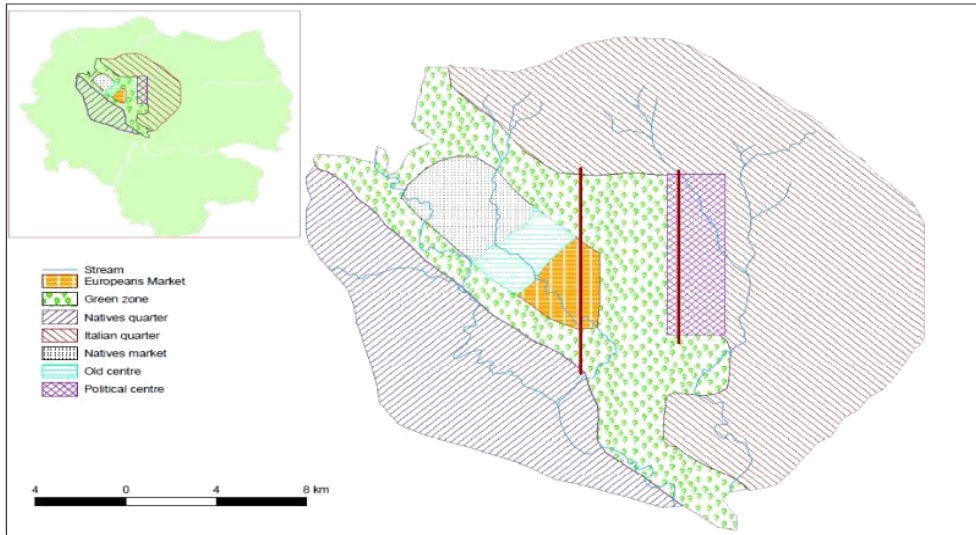 Stream
Europeans Market
Green zone
Natives quarter
Italian quarter
Natives market
Old centre
Political centre
4 0 4 8 km